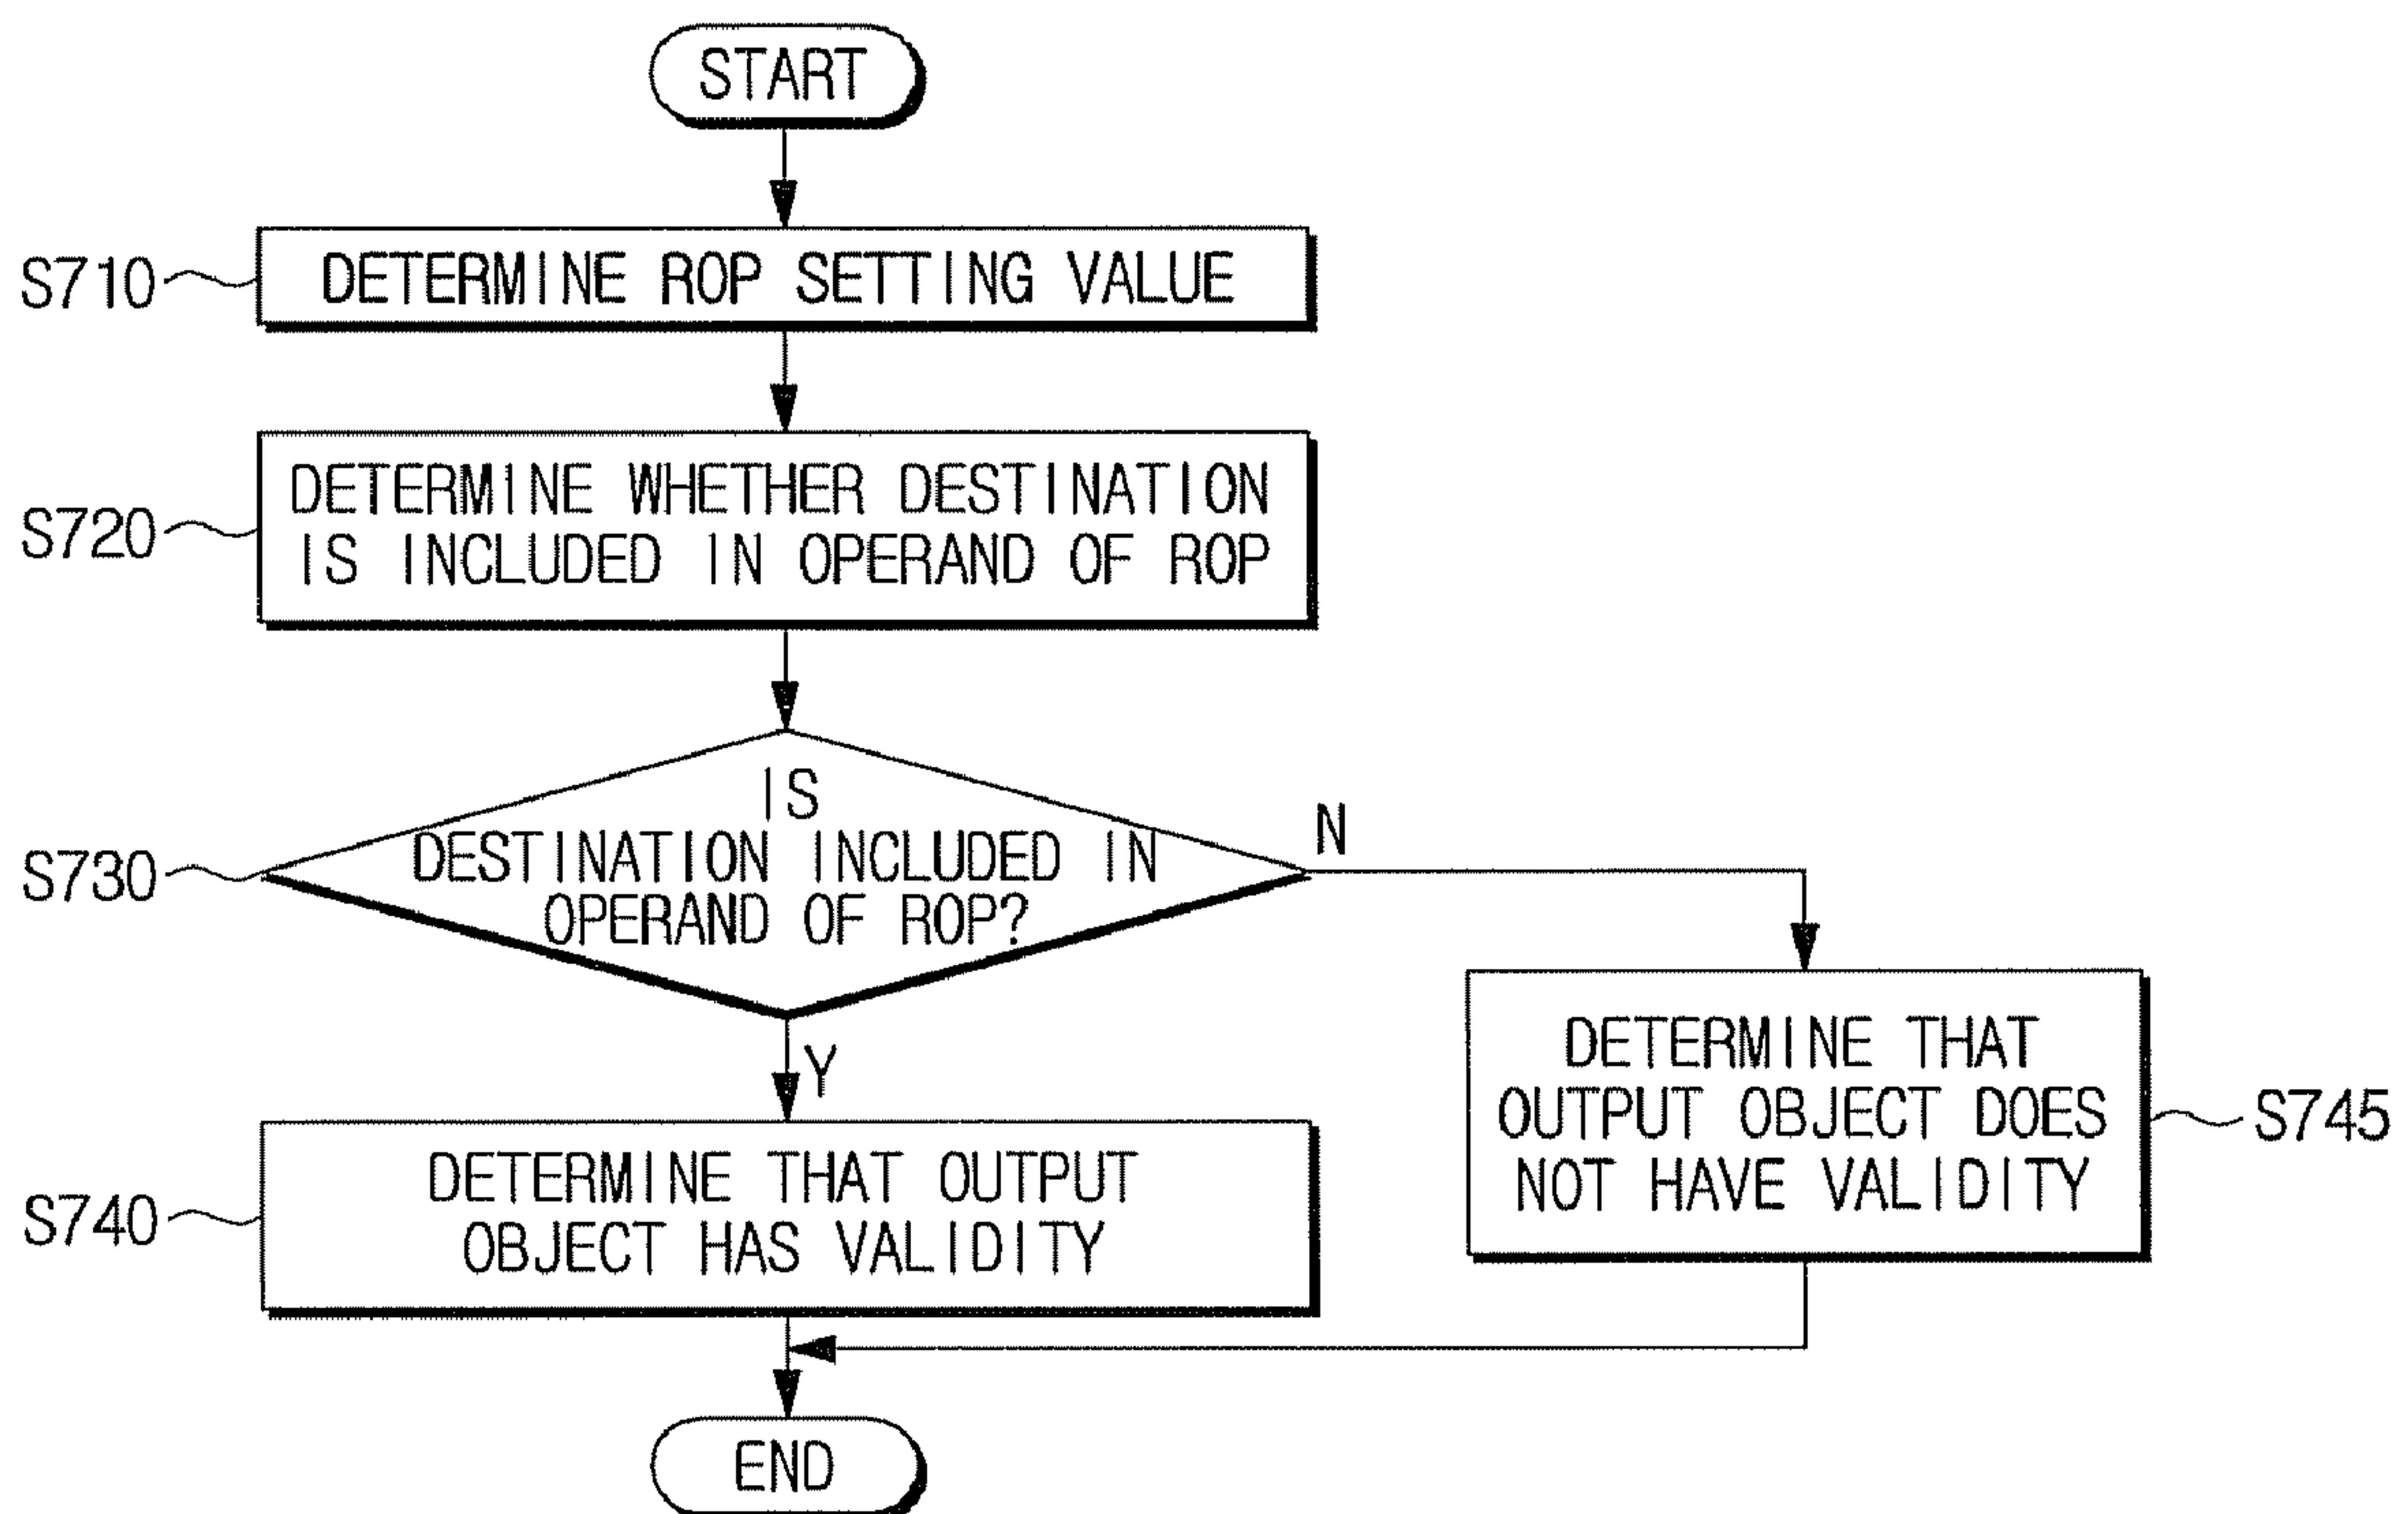 START
S710
DETERMINE ROP SETTING VALUE
S720
DETERMINE WHETHER DESTINATION
IS INCLUDED IN OPERAND OF ROP
S730
IS
DESTINATION INCLUDED IN
OPERAND OF ROP?
N
Y
S740
DETERMINE THAT OUTPUT
OBJECT HAS VALIDITY
DETERMINE THAT
OUTPUT OBJECT DOES
NOT HAVE VALIDITY
S745
END